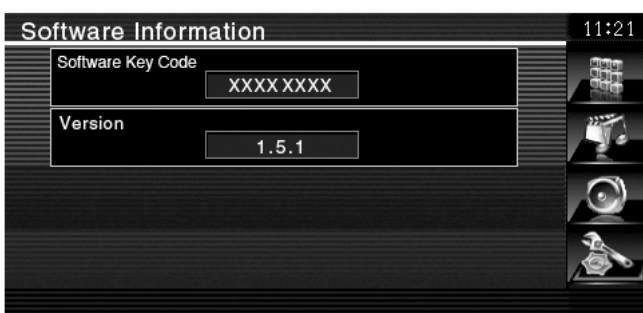 Software Information
11:21
Software Key Code
XXXX XXXX
Version
1.5.1